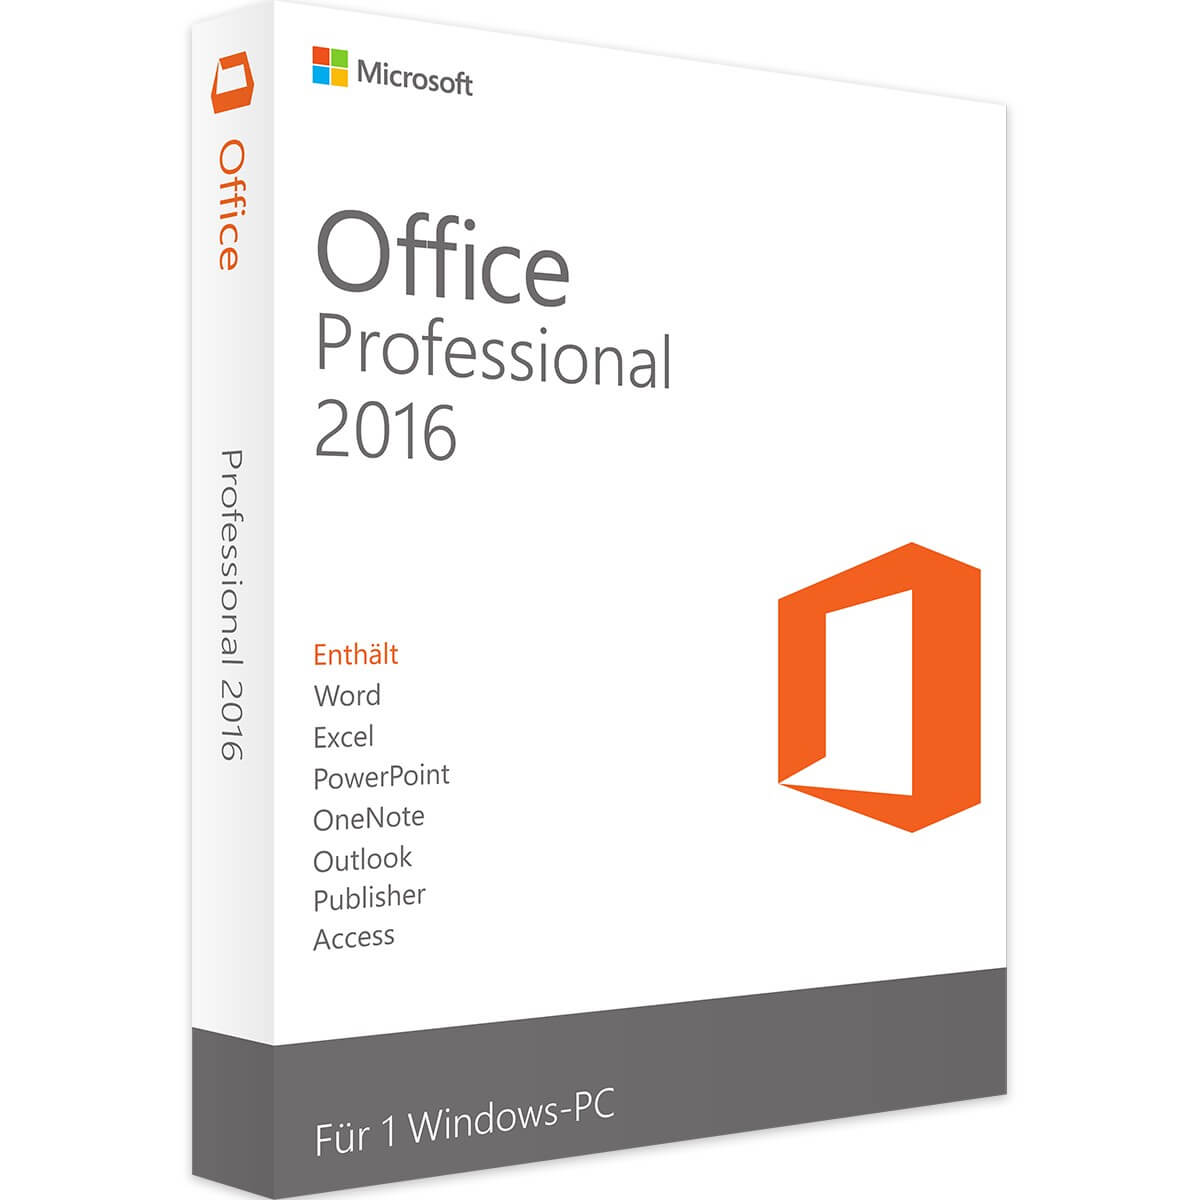 Office
Professional 2016
Microsoft
Office
Professional
2016
Enthält
Word
Excel
PowerPoint
OneNote
Outlook
Publisher
Access
Für 1 Windows-PC